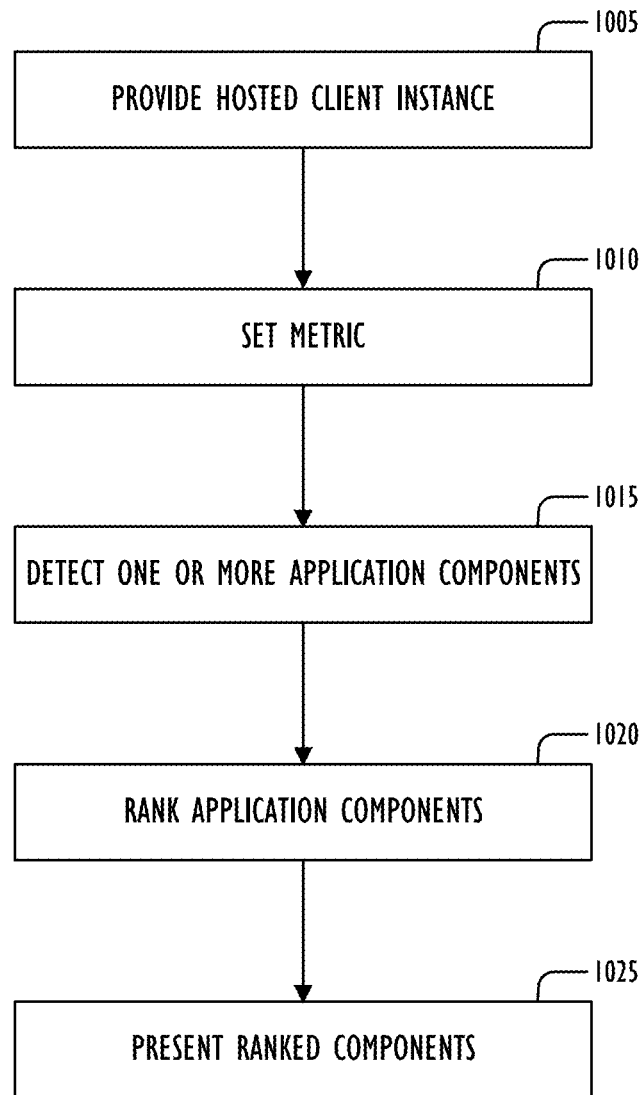 1005
PROVIDE HOSTED CLIENT INSTANCE
1010
SET METRIC
1015
DETECT ONE OR MORE APPLICATION COMPONENTS
1020
RANK APPLICATION COMPONENTS
1025
PRESENT RANKED COMPONENTS